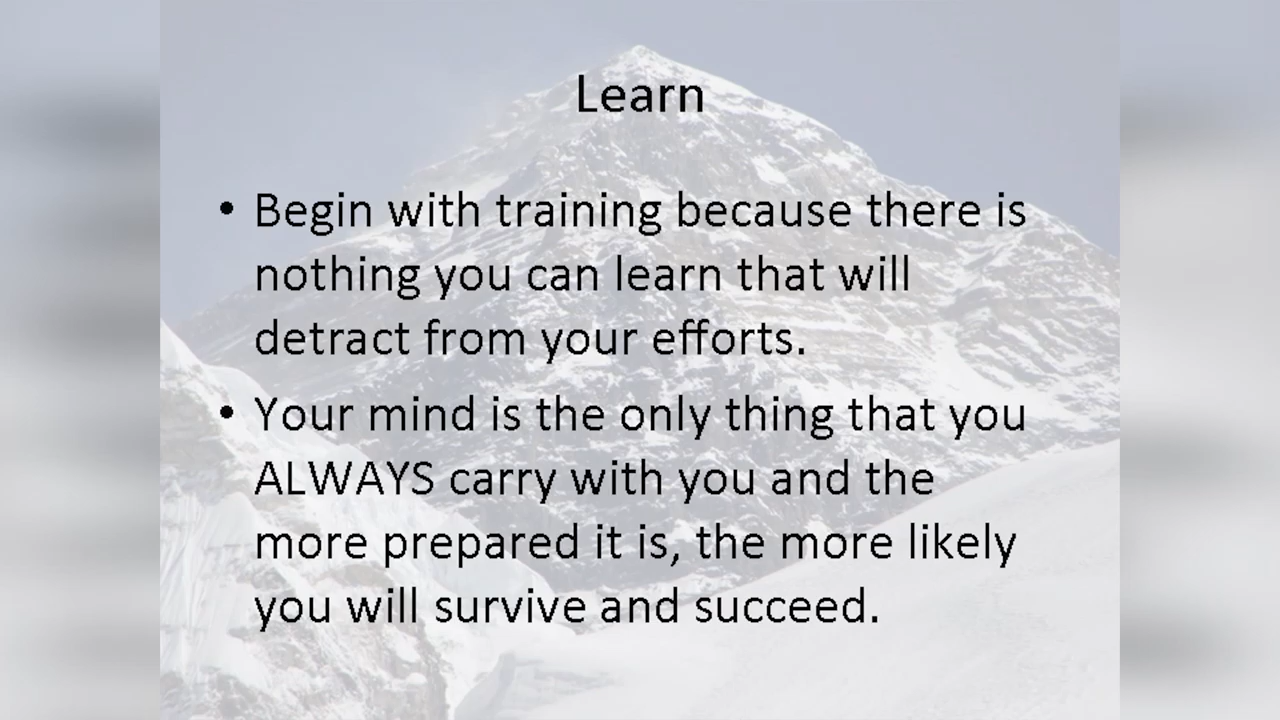 Learn
• Begin with training because there is
nothing you can learn that will
detract from your efforts.
• Your mind is the only thing that you
ALWAYS carry with you and the
more prepared it is, the more likely
you will survive and succeed.